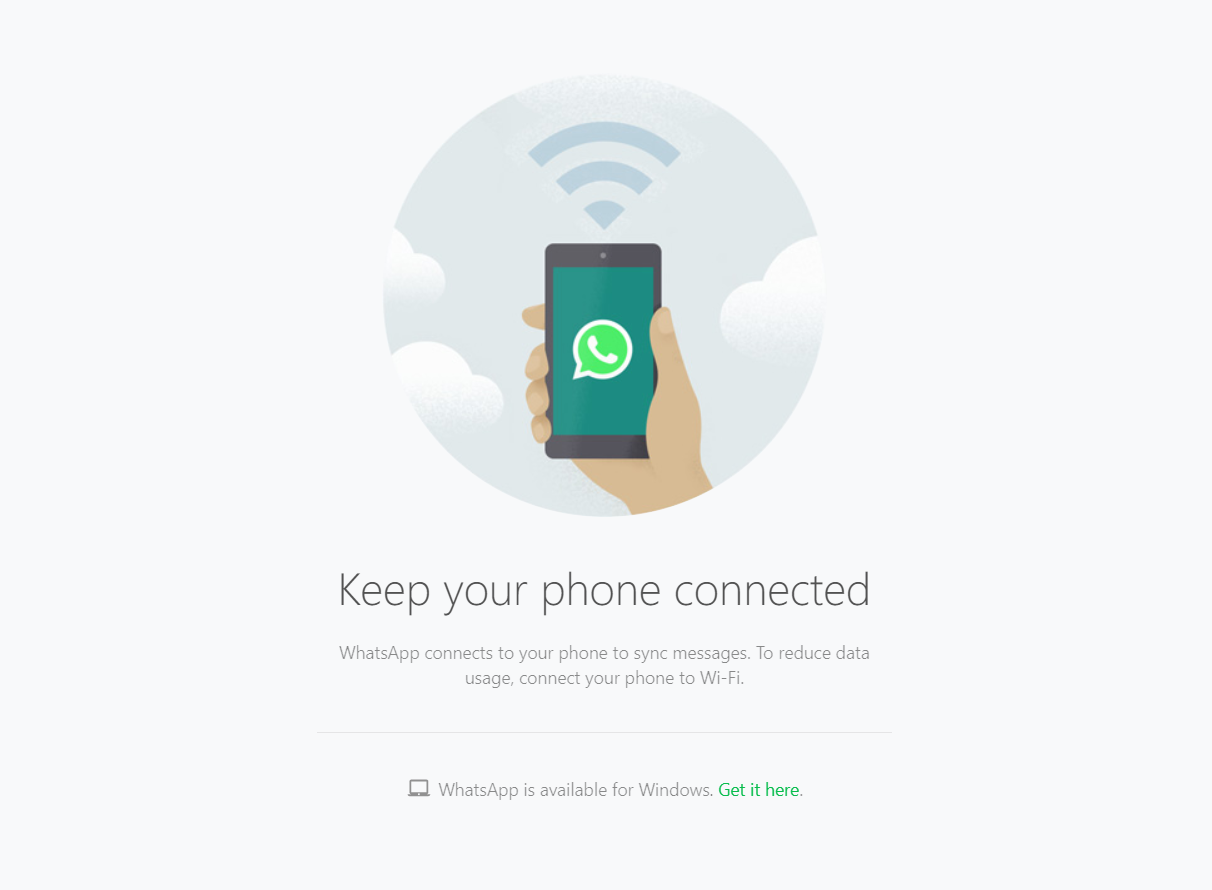 Keep your phone connected
WhatsApp connects to your phone to sync messages. To reduce data
usage, connect your phone to Wi-Fi.
WhatsApp is available for Windows. Get it here.